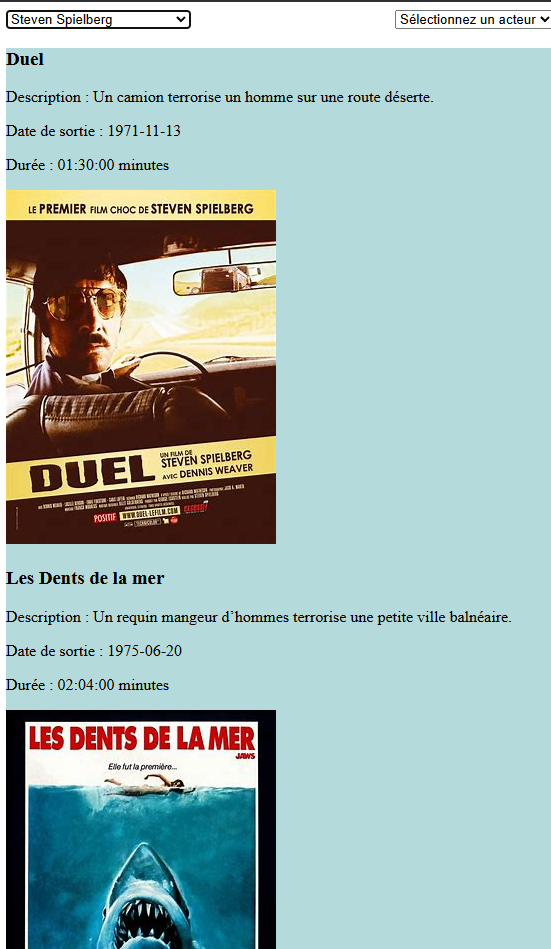 Steven Spielberg
Sélectionnez un acteur
Duel
Description : Un camion terrorise un homme sur une route déserte.
Date de sortie : 1971-11-13
Durée : 01:30:00 minutes
LE PREMIER FILM CHOC DE STEVEN SPIELBERG
DUEL
UN FILM DE
STEVEN SPIELBERG
AVEC DENNIS WEAVER
POSITIF
WWW.DUEL-LEFILM.COM
TECHNICOLOR
Les Dents de la mer
Description : Un requin mangeur d’hommes terrorise une petite ville balnéaire.
Date de sortie : 1975-06-20
Durée : 02:04:00 minutes
LES DENTS DE LA MER
JAWS
Elle fut la première...